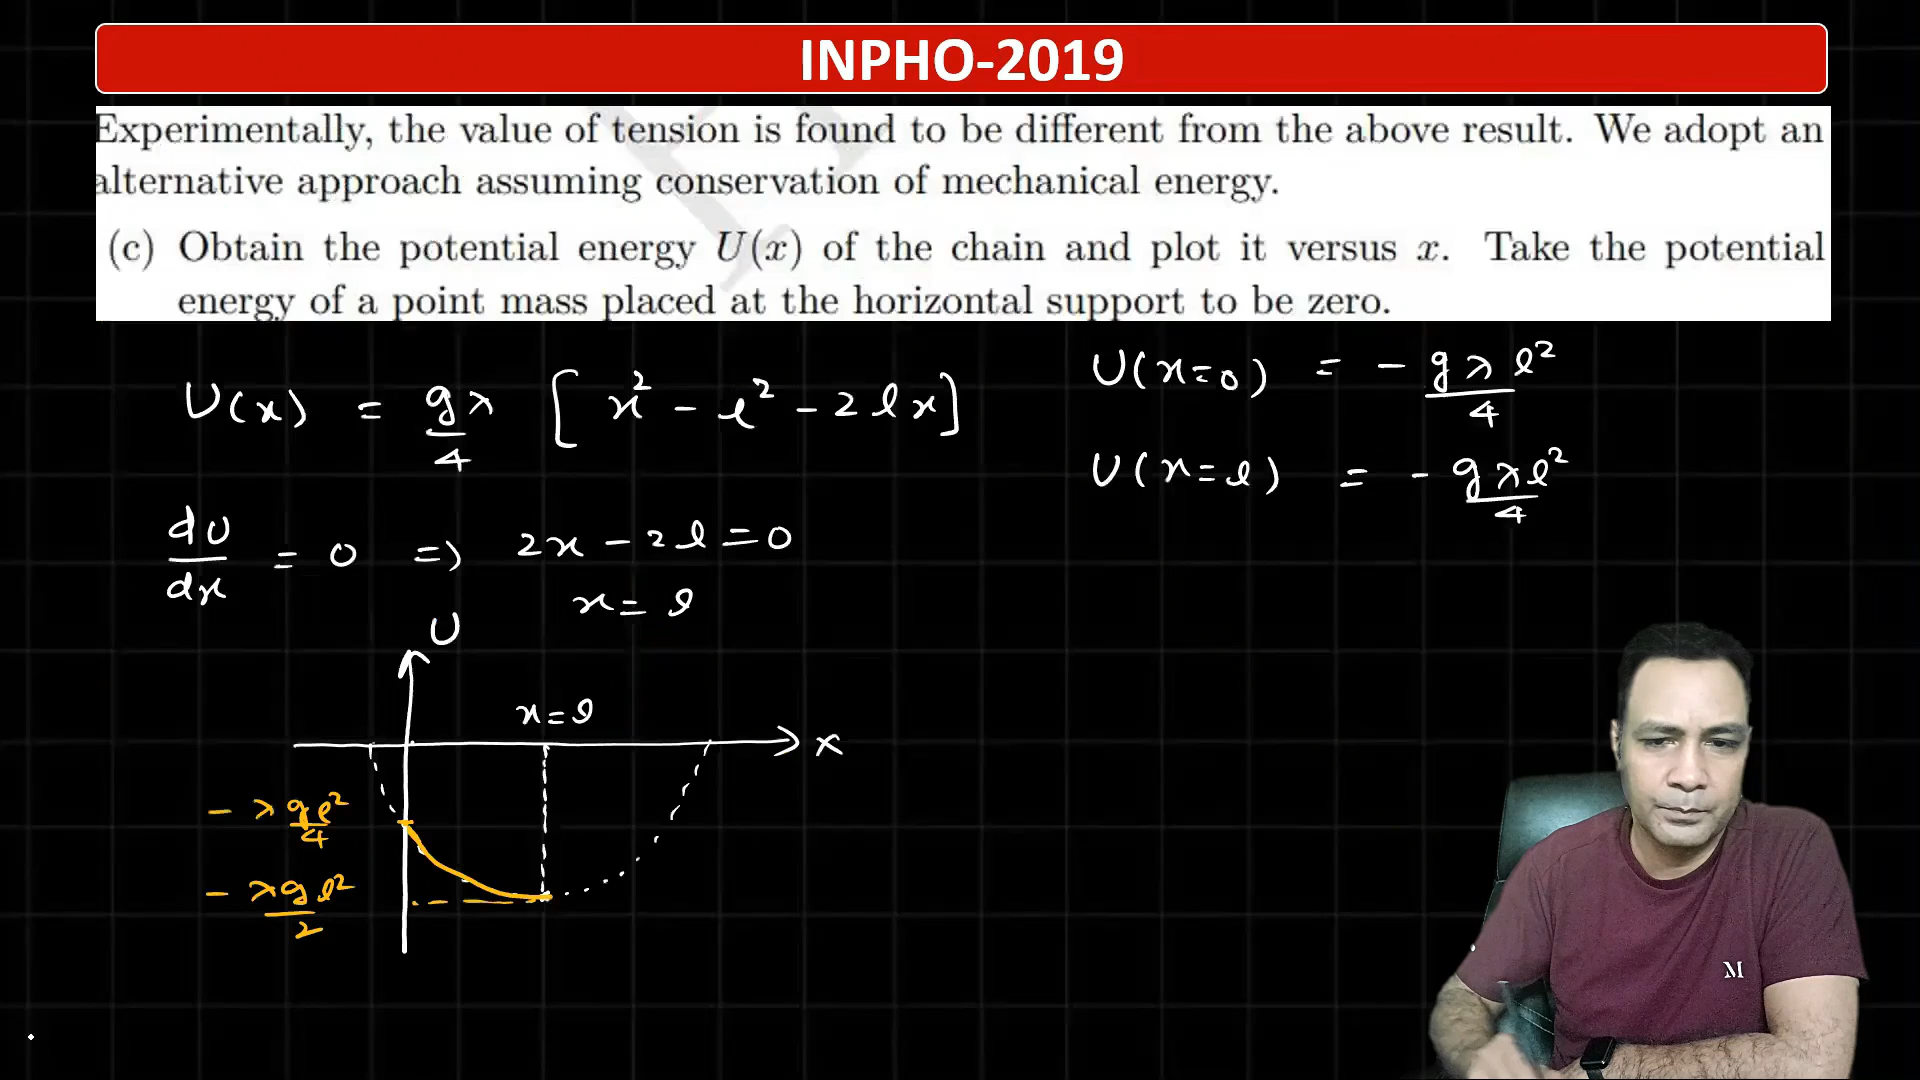 INPHO-2019
Experimentally, the value of tension is found to be different from the above result. We adopt an
alternative approach assuming conservation of mechanical energy.
(c) Obtain the potential energy U(x) of the chain and plot it versus x. Take the potential
energy of a point mass placed at the horizontal support to be zero.
U(x) = gλ/4 [x² - l² - 2lx]
U(x=0) = - gλl²/4
U(x=l) = - gλl²/4
dU/dx = 0 => 2x - 2l = 0
x = l
U
x = l
x
- λgl²/4
- λgl²/2
M